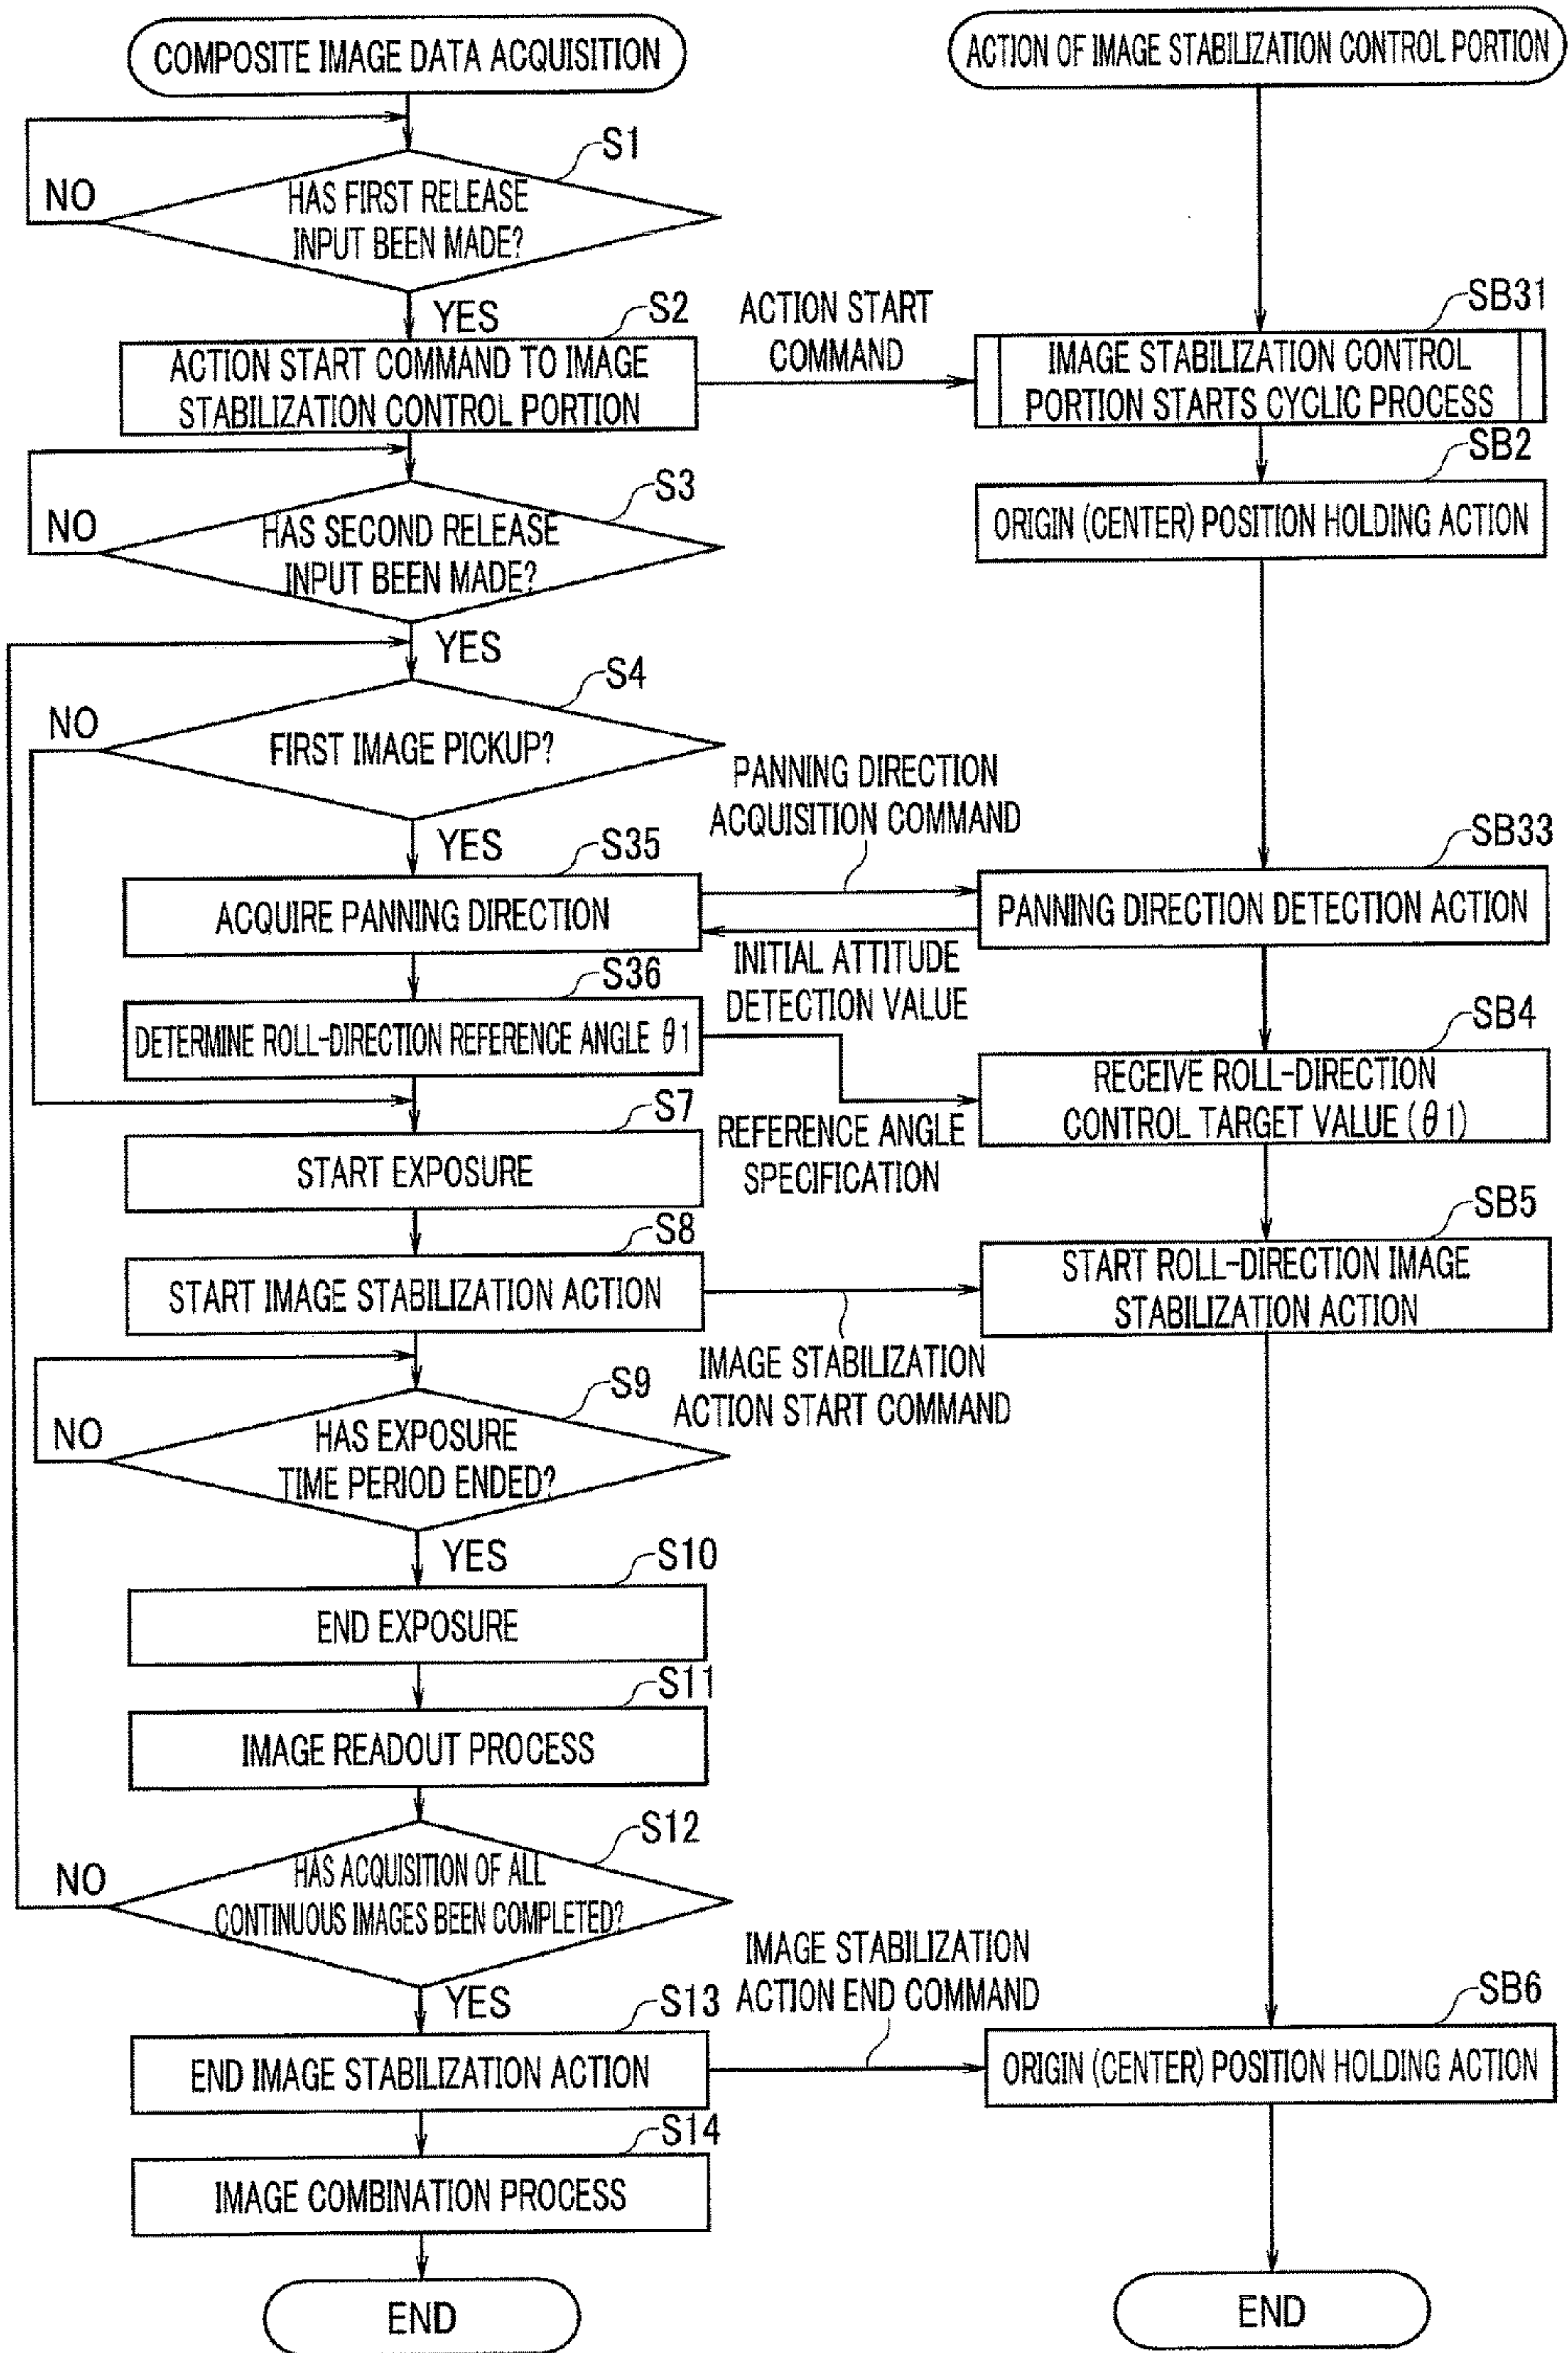 COMPOSITE IMAGE DATA ACQUISITION
ACTION OF IMAGE STABILIZATION CONTROL PORTION
S1
NO
HAS FIRST RELEASE
INPUT BEEN MADE?
YES
S2
ACTION START
COMMAND
SB31
ACTION START COMMAND TO IMAGE
STABILIZATION CONTROL PORTION
IMAGE STABILIZATION CONTROL
PORTION STARTS CYCLIC PROCESS
SB2
S3
NO
HAS SECOND RELEASE
INPUT BEEN MADE?
ORIGIN (CENTER) POSITION HOLDING ACTION
YES
S4
NO
FIRST IMAGE PICKUP?
PANNING DIRECTION
ACQUISITION COMMAND
YES
S35
SB33
ACQUIRE PANNING DIRECTION
PANNING DIRECTION DETECTION ACTION
S36
INITIAL ATTITUDE
DETECTION VALUE
SB4
DETERMINE ROLL-DIRECTION REFERENCE ANGLE θ1
RECEIVE ROLL-DIRECTION
CONTROL TARGET VALUE (θ1)
S7
REFERENCE ANGLE
SPECIFICATION
START EXPOSURE
SB5
S8
START IMAGE STABILIZATION ACTION
START ROLL-DIRECTION IMAGE
STABILIZATION ACTION
IMAGE STABILIZATION
ACTION START COMMAND
S9
NO
HAS EXPOSURE
TIME PERIOD ENDED?
YES
S10
END EXPOSURE
S11
IMAGE READOUT PROCESS
S12
NO
HAS ACQUISITION OF ALL
CONTINUOUS IMAGES BEEN COMPLETED?
IMAGE STABILIZATION
ACTION END COMMAND
YES
S13
SB6
END IMAGE STABILIZATION ACTION
ORIGIN (CENTER) POSITION HOLDING ACTION
S14
IMAGE COMBINATION PROCESS
END
END